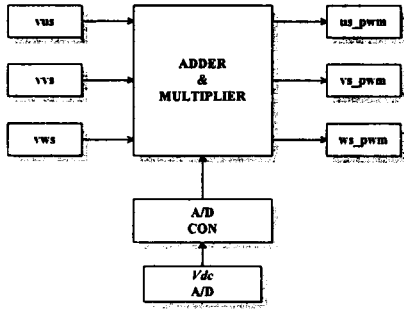 vus
us_pwm
ADDER
&
MULTIPLIER
vvs
vs_pwm
vws
ws_pwm
A/D
CON
Vdc
A/D